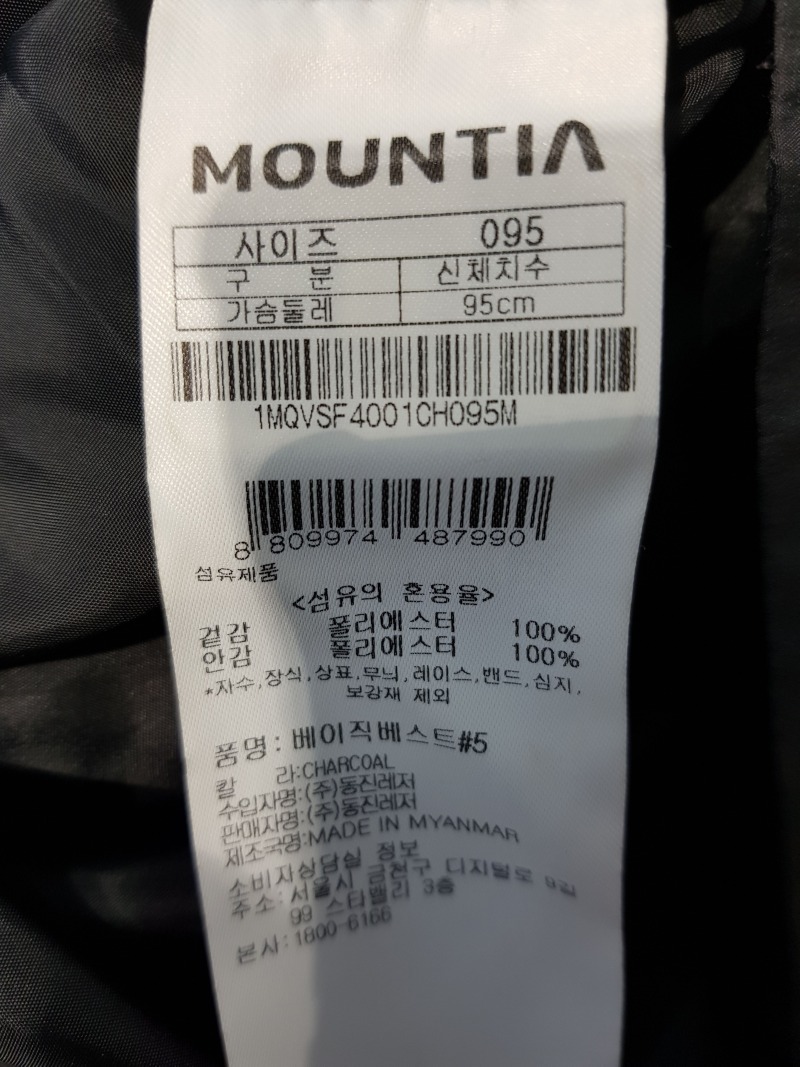 MOUNTIA
사이즈 095
구 분 신체치수
가슴둘레 95cm
1MQVSF4001CH095M
8 809974 487990
섬유제품
<섬유의 혼용율>
겉감 폴리에스터 100%
안감 폴리에스터 100%
*자수,장식,상표,무늬,레이스,밴드,심지,
보강재 제외
품명:베이직베스트#5
칼 라:CHARCOAL
수입자명:(주)동진레저
판매자명:(주)동진레저
제조국명:MADE IN MYANMAR
소비자상담실 정보
주소:서울시 금천구 디지털로 9길
99 스타밸리 3층
본사:1800-6166